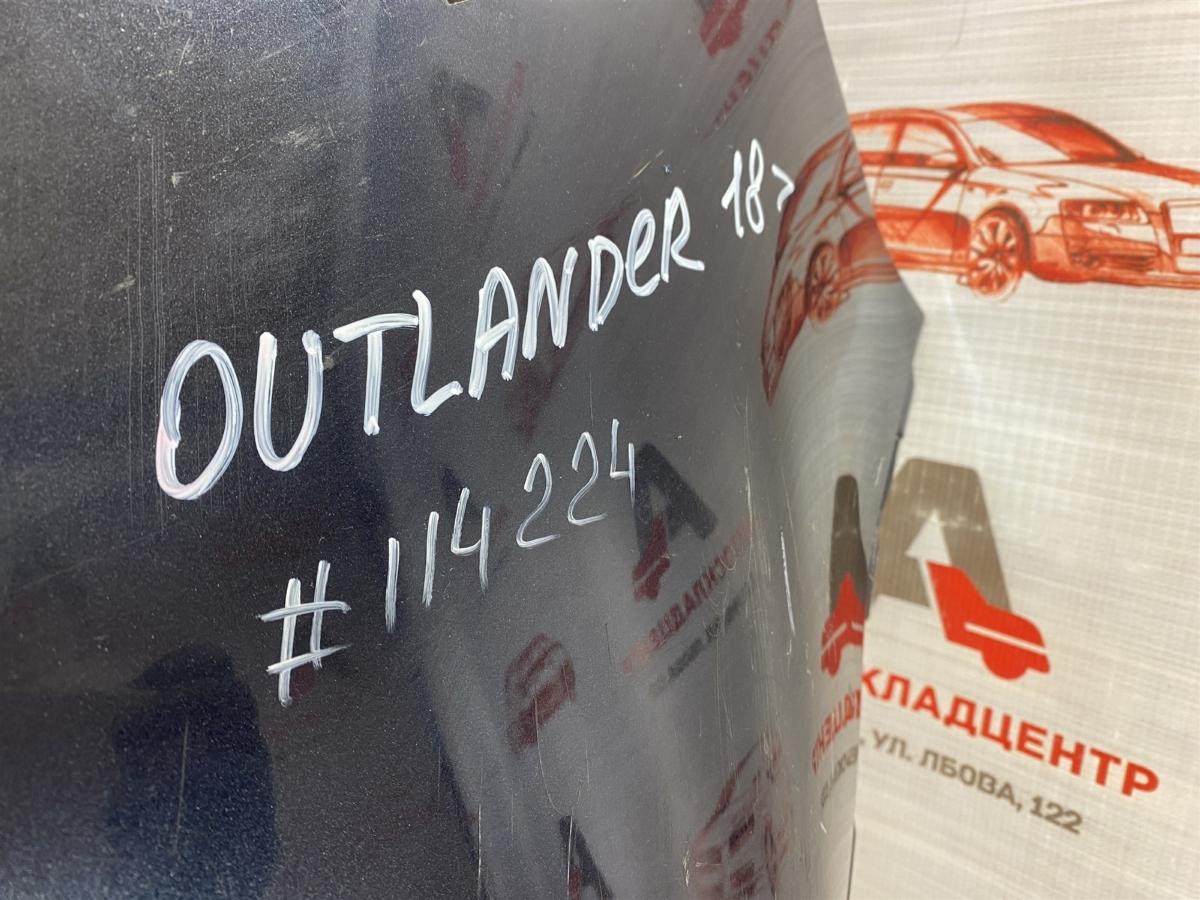 OUTLANDER 18>
#114224
КЛАДЦЕНТР
УЛ. ЛБОВА, 122